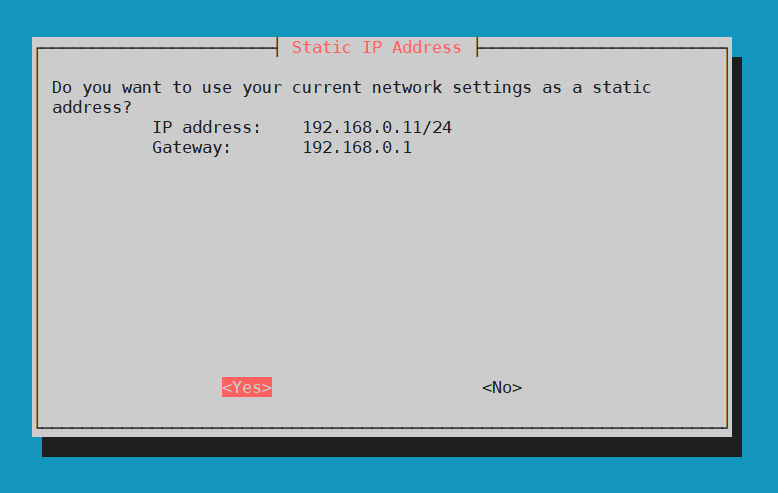 Static IP Address
Do you want to use your current network settings as a static
address?
IP address: 192.168.0.11/24
Gateway: 192.168.0.1
<Yes> <No>